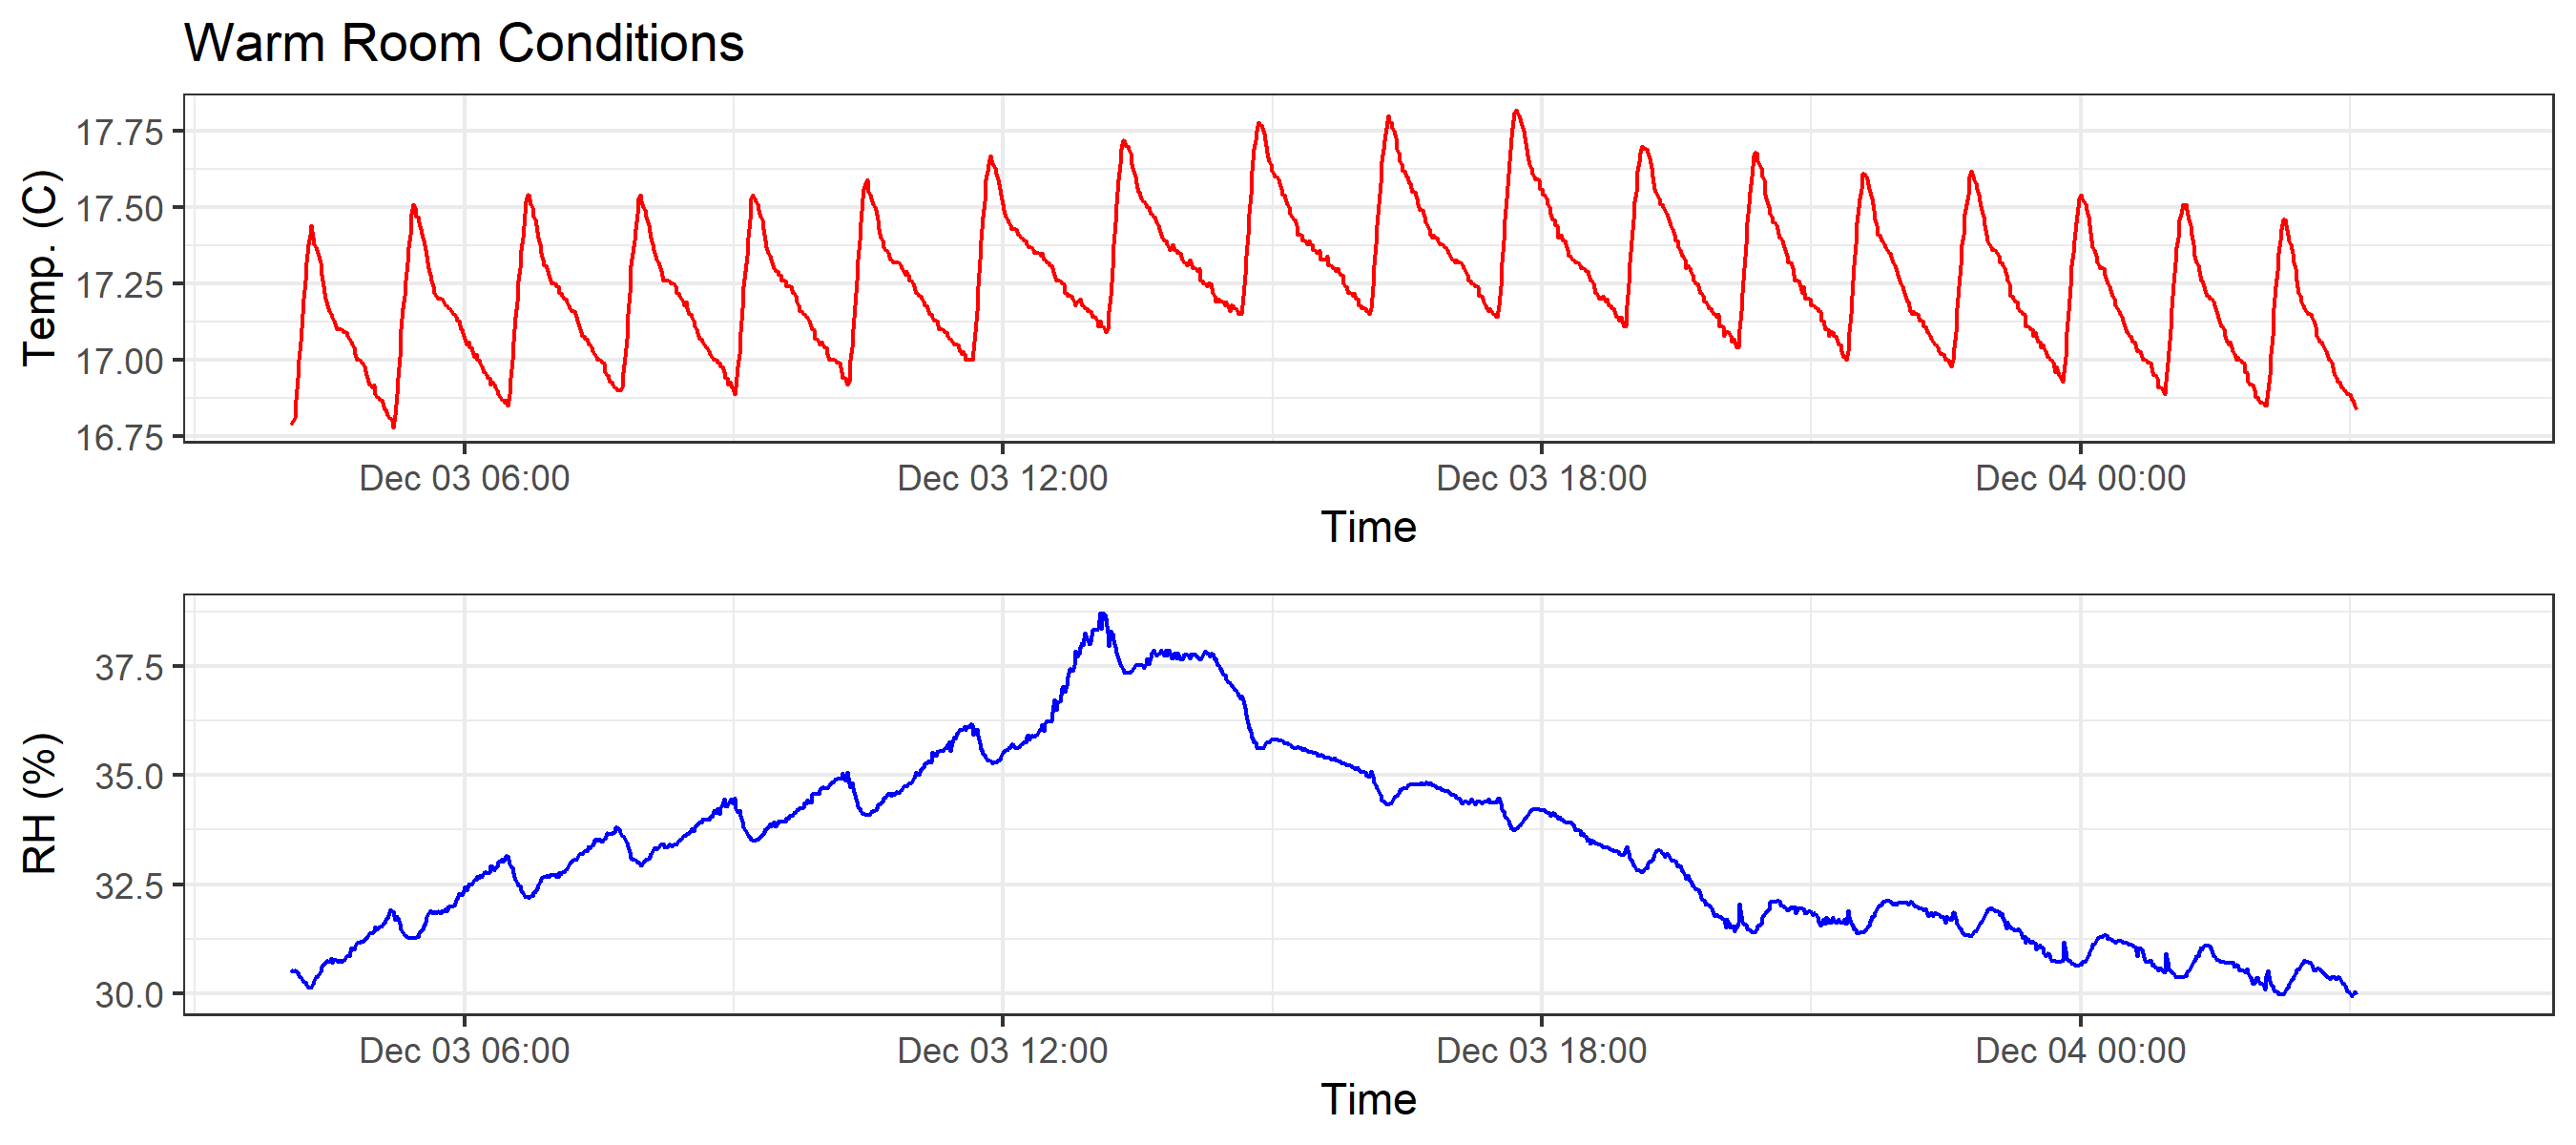 Warm Room Conditions
Temp. (C)
17.75
17.50
17.25
17.00
16.75
Dec 03 06:00 Dec 03 12:00 Dec 03 18:00 Dec 04 00:00
Time
RH (%)
37.5
35.0
32.5
30.0
Dec 03 06:00 Dec 03 12:00 Dec 03 18:00 Dec 04 00:00
Time